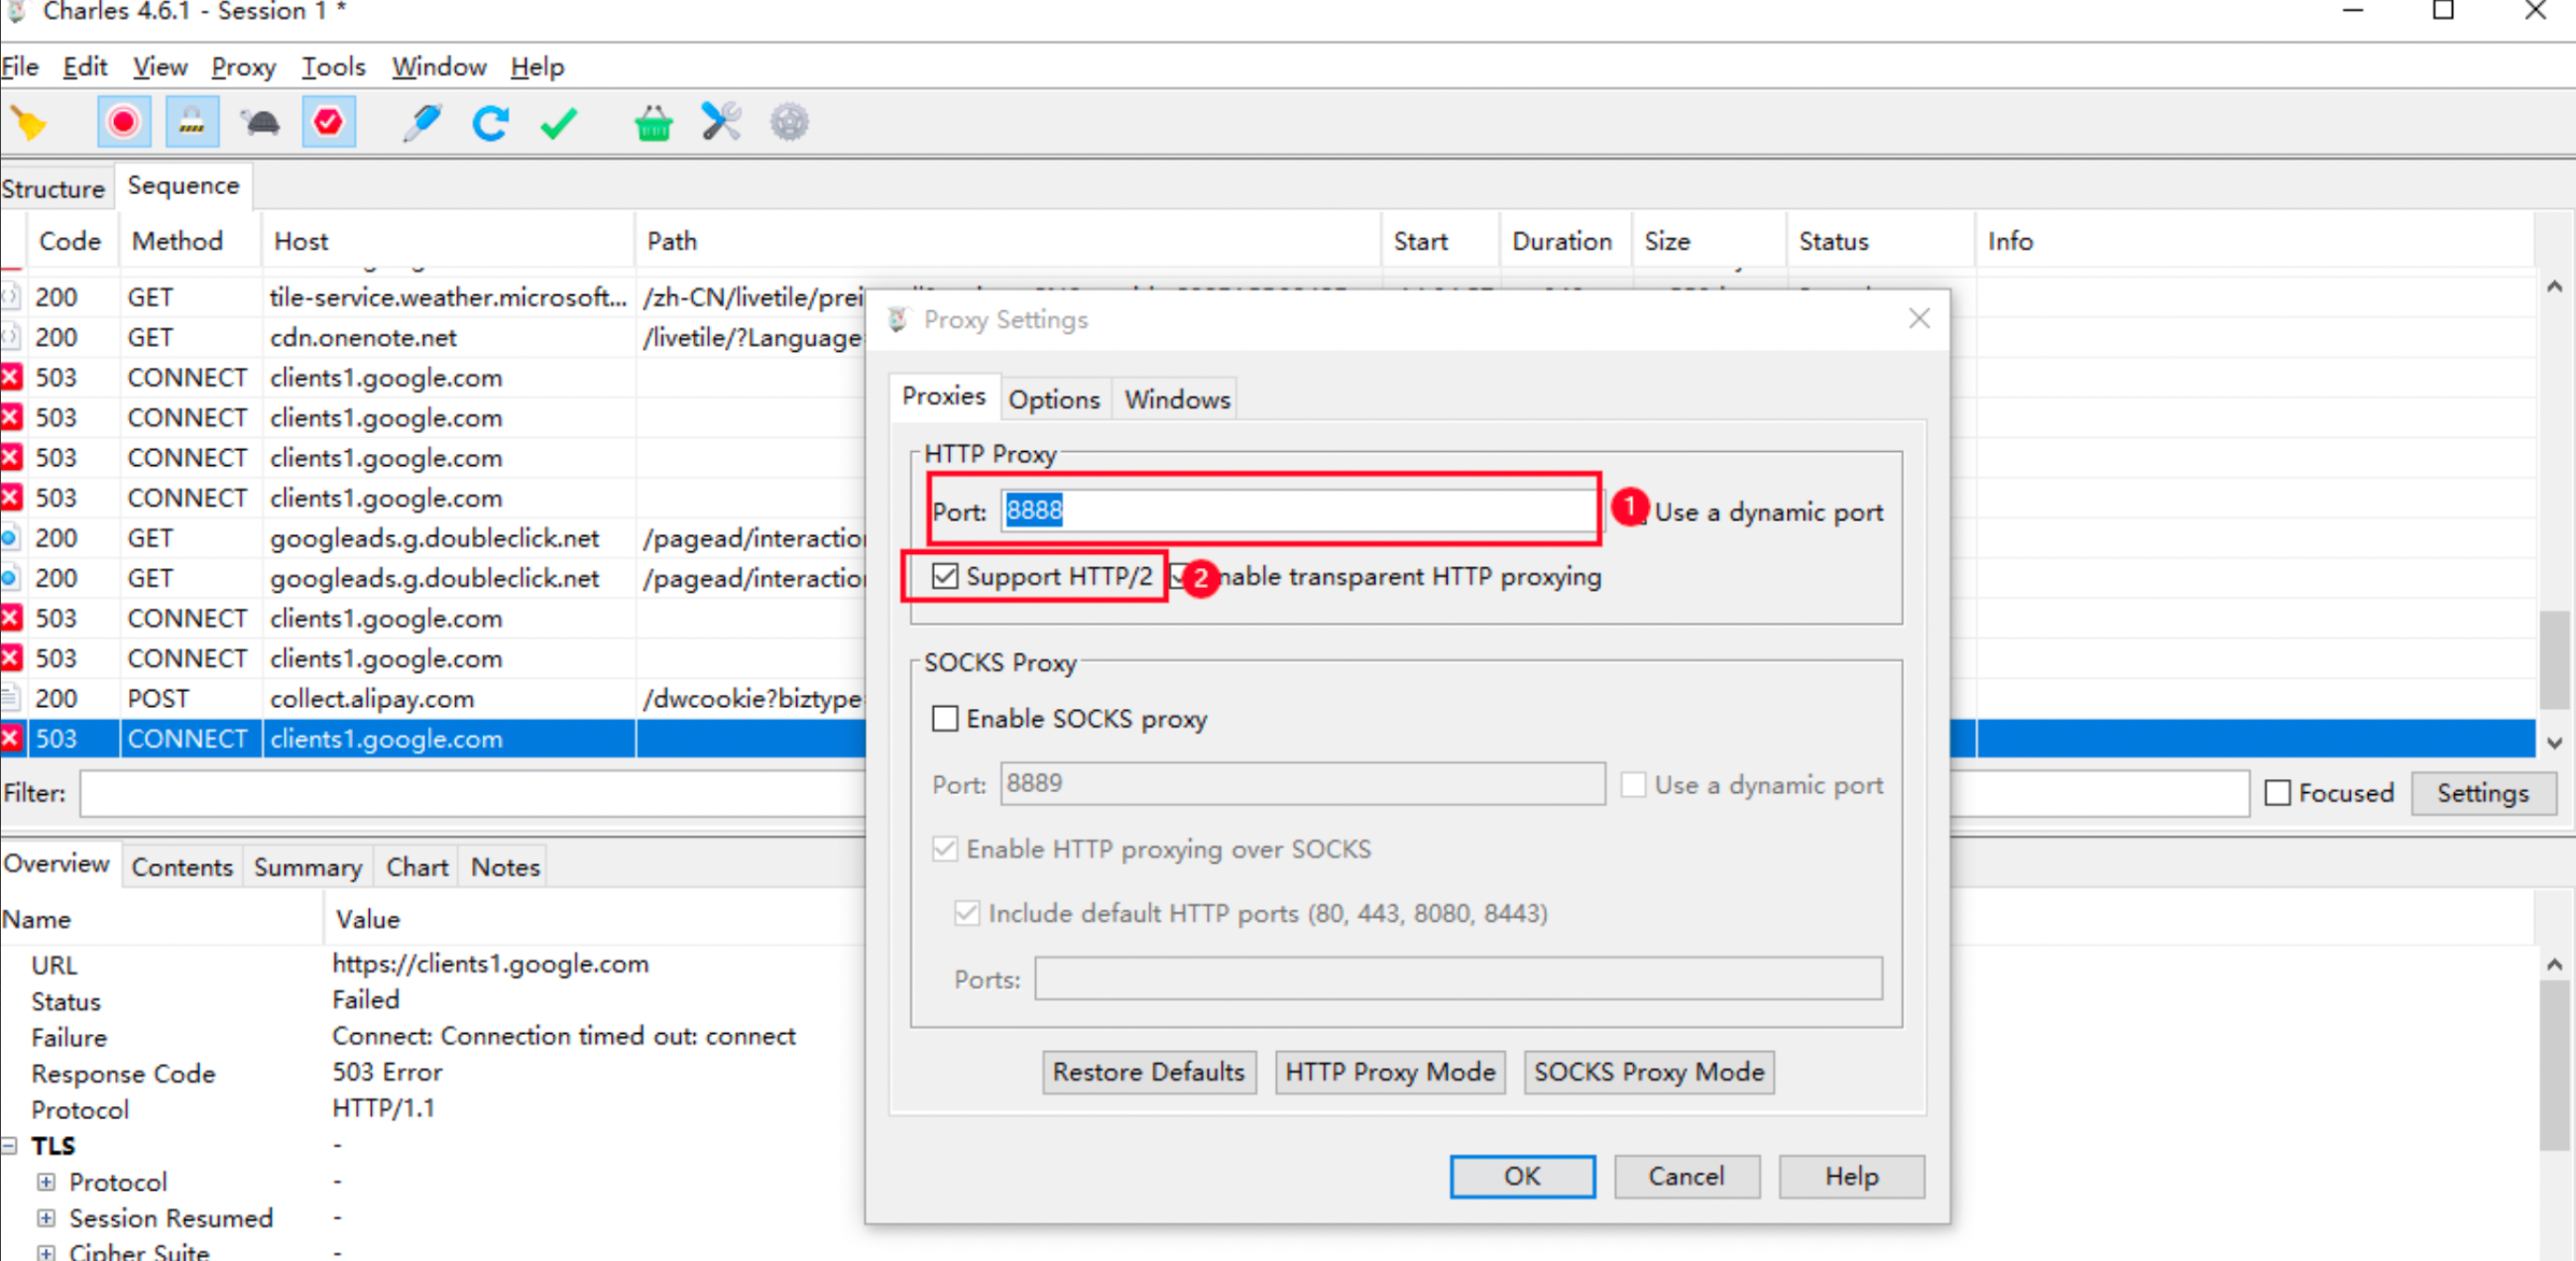 Charles 4.6.1 - Session 1 *
File Edit View Proxy Tools Window Help
Structure Sequence
Code Method Host Path Start Duration Size Status Info
200 GET tile-service.weather.microsoft... /zh-CN/livetile/prei
200 GET cdn.onenote.net /livetile/?Language
503 CONNECT clients1.google.com
503 CONNECT clients1.google.com
503 CONNECT clients1.google.com
503 CONNECT clients1.google.com
200 GET googleads.g.doubleclick.net /pagead/interaction
200 GET googleads.g.doubleclick.net /pagead/interaction
503 CONNECT clients1.google.com
503 CONNECT clients1.google.com
200 POST collect.alipay.com /dwcookie?biztype
503 CONNECT clients1.google.com
Filter: Focused Settings
Overview Contents Summary Chart Notes
Name Value
URL https://clients1.google.com
Status Failed
Failure Connect: Connection timed out: connect
Response Code 503 Error
Protocol HTTP/1.1
TLS -
Protocol -
Session Resumed -
Cipher Suite -
Proxy Settings
Proxies Options Windows
HTTP Proxy
Port: 8888 1 Use a dynamic port
Support HTTP/2 2 nable transparent HTTP proxying
SOCKS Proxy
Enable SOCKS proxy
Port: 8889 Use a dynamic port
Enable HTTP proxying over SOCKS
Include default HTTP ports (80, 443, 8080, 8443)
Ports:
Restore Defaults HTTP Proxy Mode SOCKS Proxy Mode
OK Cancel Help